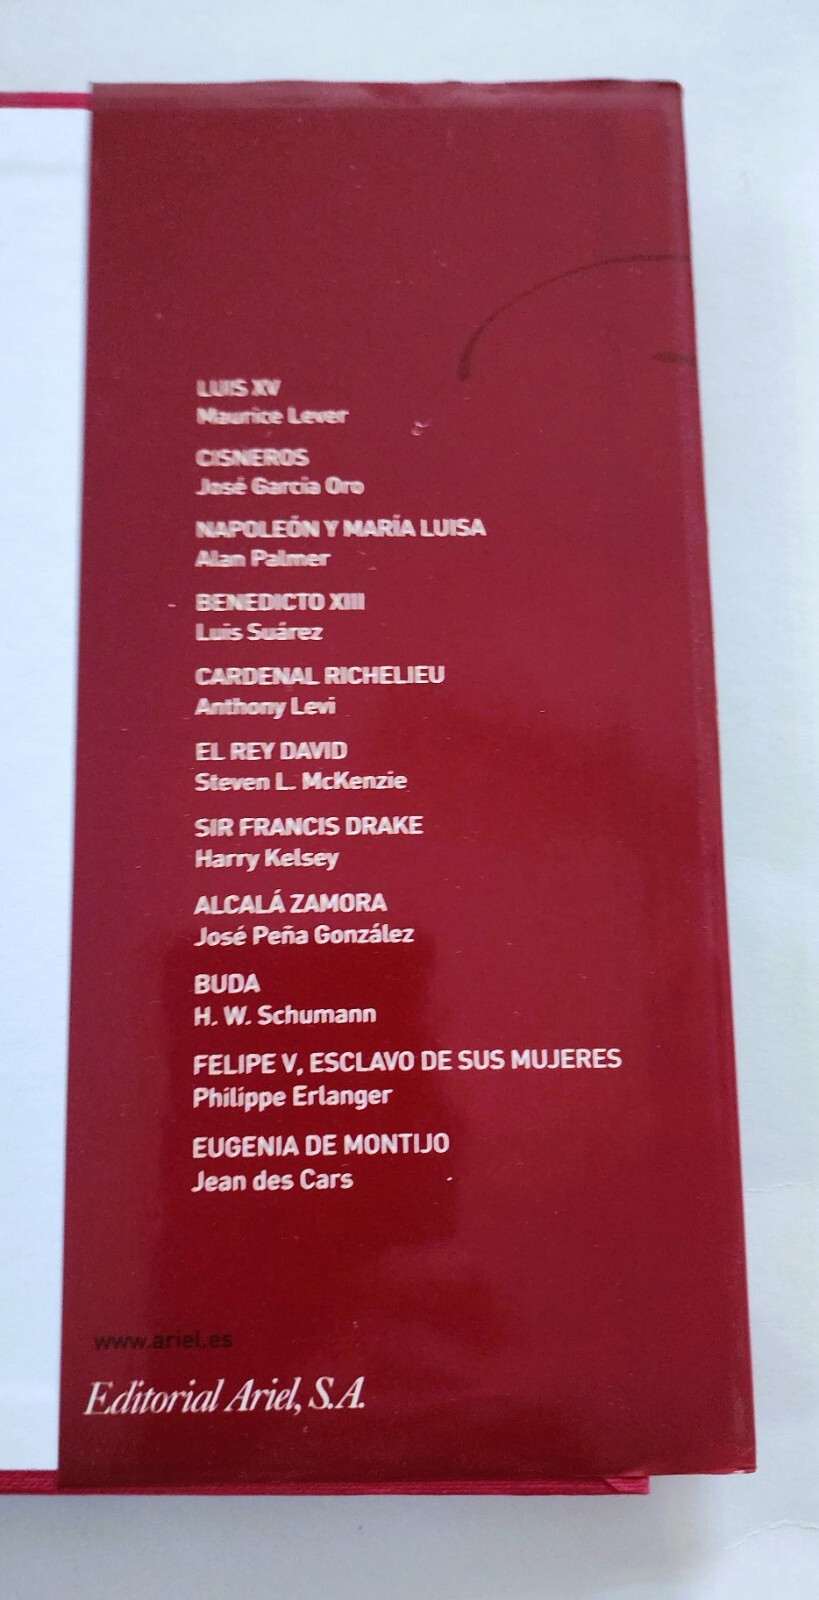 LUIS XV
Maurice Lever
CISNEROS
José García Oro
NAPOLEÓN Y MARÍA LUISA
Alan Palmer
BENEDICTO XIII
Luis Suárez
CARDENAL RICHELIEU
Anthony Levi
EL REY DAVID
Steven L. McKenzie
SIR FRANCIS DRAKE
Harry Kelsey
ALCALÁ ZAMORA
José Peña González
BUDA
H. W. Schumann
FELIPE V, ESCLAVO DE SUS MUJERES
Philippe Erlanger
EUGENIA DE MONTIJO
Jean des Cars
www.ariel.es
Editorial Ariel, S.A.